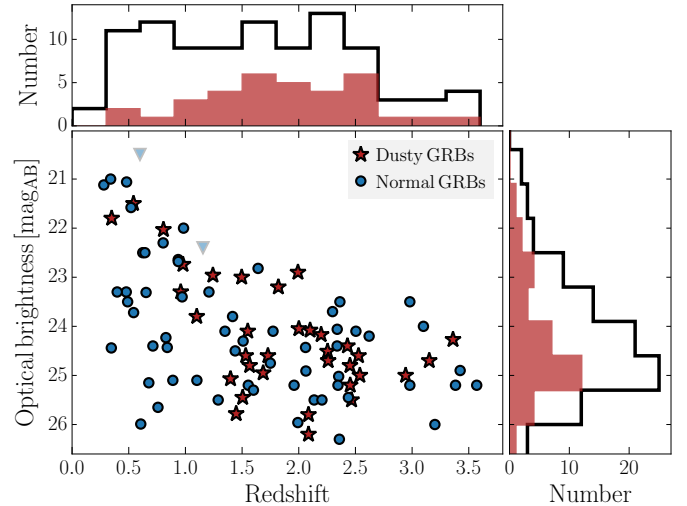 Number
10
5
0
Optical brightness [mag_AB]
21
22
23
24
25
26
Dusty GRBs
Normal GRBs
0.0 0.5 1.0 1.5 2.0 2.5 3.0 3.5
Redshift
0 10 20
Number